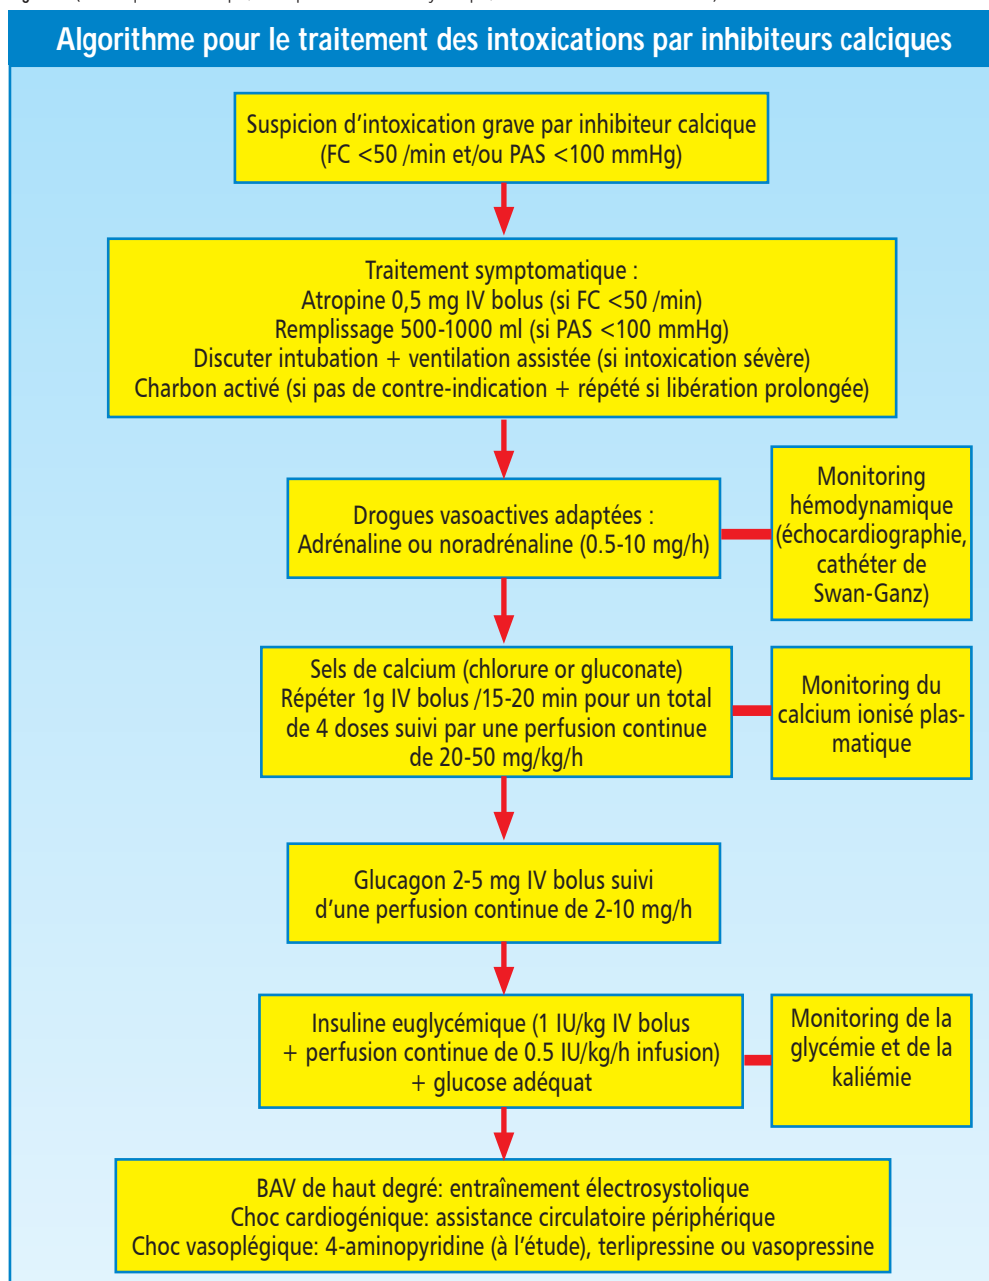 Algorithme pour le traitement des intoxications par inhibiteurs calciques
Suspicion d'intoxication grave par inhibiteur calcique
(FC <50 /min et/ou PAS <100 mmHg)
Traitement symptomatique :
Atropine 0,5 mg IV bolus (si FC <50 /min)
Remplissage 500-1000 ml (si PAS <100 mmHg)
Discuter intubation + ventilation assistée (si intoxication sévère)
Charbon activé (si pas de contre-indication + répété si libération prolongée)
Drogues vasoactives adaptées :
Adrénaline ou noradrénaline (0.5-10 mg/h)
Monitoring
hémodynamique
(échocardiographie,
cathéter de
Swan-Ganz)
Sels de calcium (chlorure or gluconate)
Répéter 1g IV bolus /15-20 min pour un total
de 4 doses suivi par une perfusion continue
de 20-50 mg/kg/h
Monitoring du
calcium ionisé plas-
matique
Glucagon 2-5 mg IV bolus suivi
d'une perfusion continue de 2-10 mg/h
Insuline euglycémique (1 IU/kg IV bolus
+ perfusion continue de 0.5 IU/kg/h infusion)
+ glucose adéquat
Monitoring de la
glycémie et de la
kaliémie
BAV de haut degré: entraînement électrosystolique
Choc cardiogénique: assistance circulatoire périphérique
Choc vasoplégique: 4-aminopyridine (à l'étude), terlipressine ou vasopressine